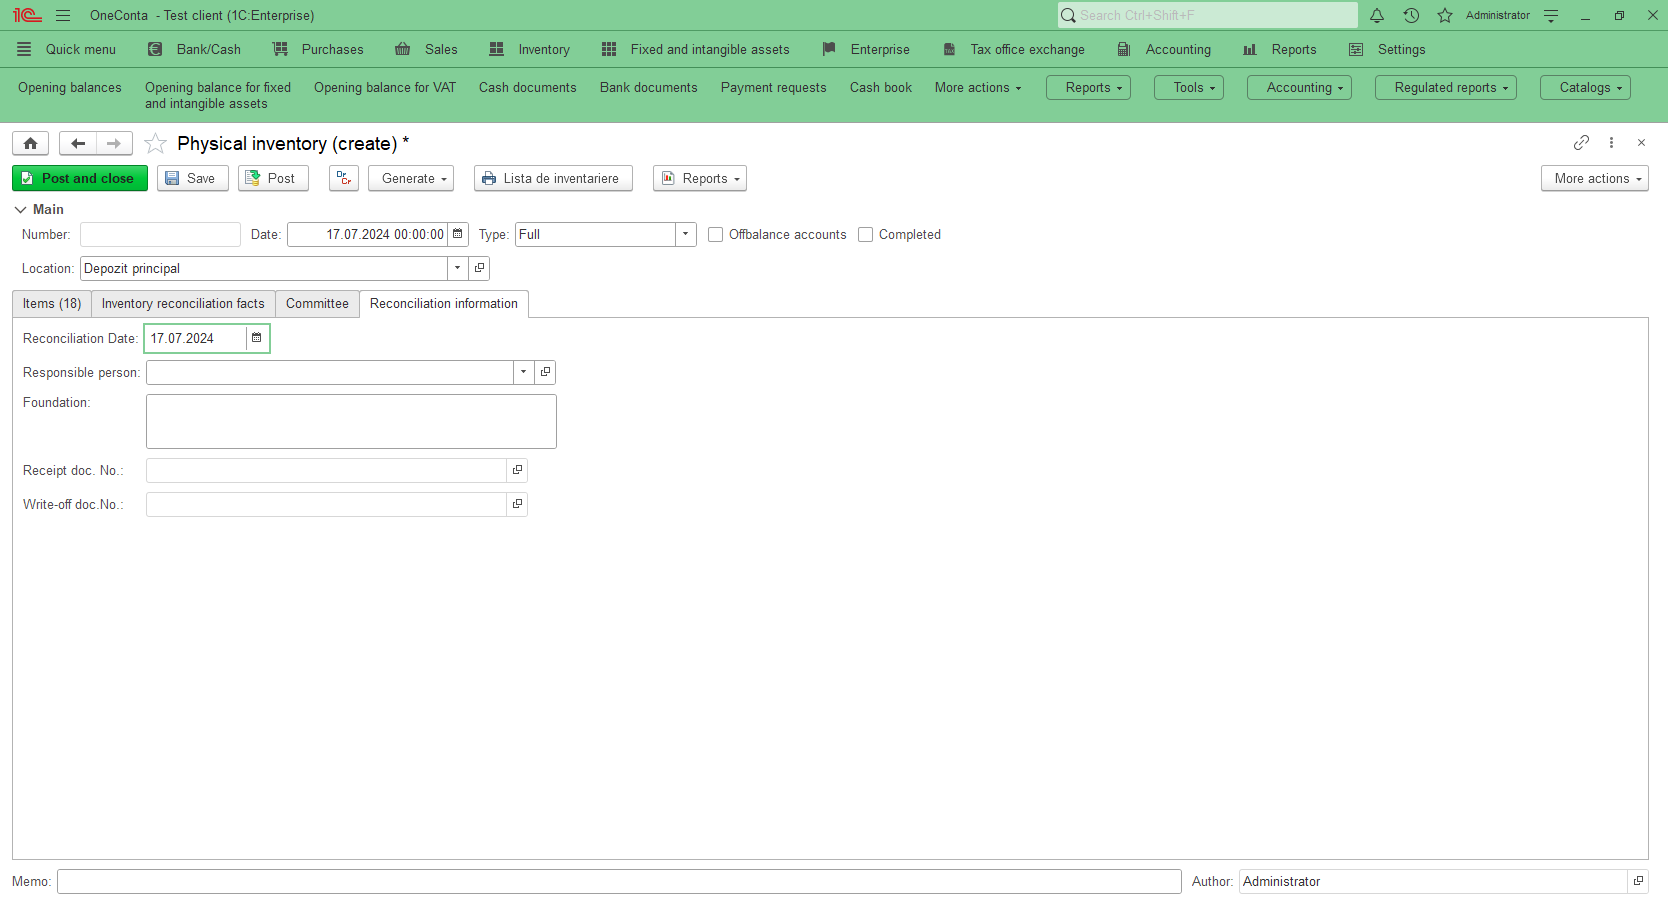 1C OneConta - Test client (1C:Enterprise) Search Ctrl+Shift+F Administrator
Quick menu Bank/Cash Purchases Sales Inventory Fixed and intangible assets Enterprise Tax office exchange Accounting Reports Settings
Opening balances Opening balance for fixed and intangible assets Opening balance for VAT Cash documents Bank documents Payment requests Cash book More actions Reports Tools Accounting Regulated reports Catalogs
Physical inventory (create) *
Post and close Save Post Dr Cr Generate Lista de inventariere Reports More actions
Main
Number: Date: 17.07.2024 00:00:00 Type: Full Offbalance accounts Completed
Location: Depozit principal
Items (18) Inventory reconciliation facts Committee Reconciliation information
Reconciliation Date: 17.07.2024
Responsible person:
Foundation:
Receipt doc. No.:
Write-off doc.No.:
Memo: Author: Administrator